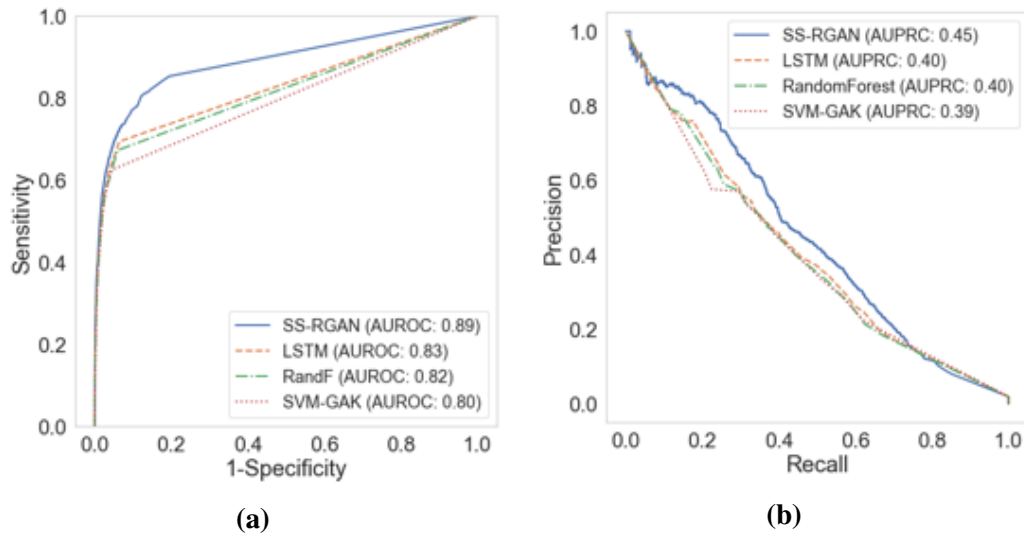 1.0
0.8
0.6
0.4
0.2
0.0
Sensitivity
SS-RGAN (AUROC: 0.89)
LSTM (AUROC: 0.83)
RandF (AUROC: 0.82)
SVM-GAK (AUROC: 0.80)
0.0 0.2 0.4 0.6 0.8 1.0
1-Specificity
(a)
1.0
0.8
0.6
0.4
0.2
0.0
Precision
SS-RGAN (AUPRC: 0.45)
LSTM (AUPRC: 0.40)
RandomForest (AUPRC: 0.40)
SVM-GAK (AUPRC: 0.39)
0.0 0.2 0.4 0.6 0.8 1.0
Recall
(b)